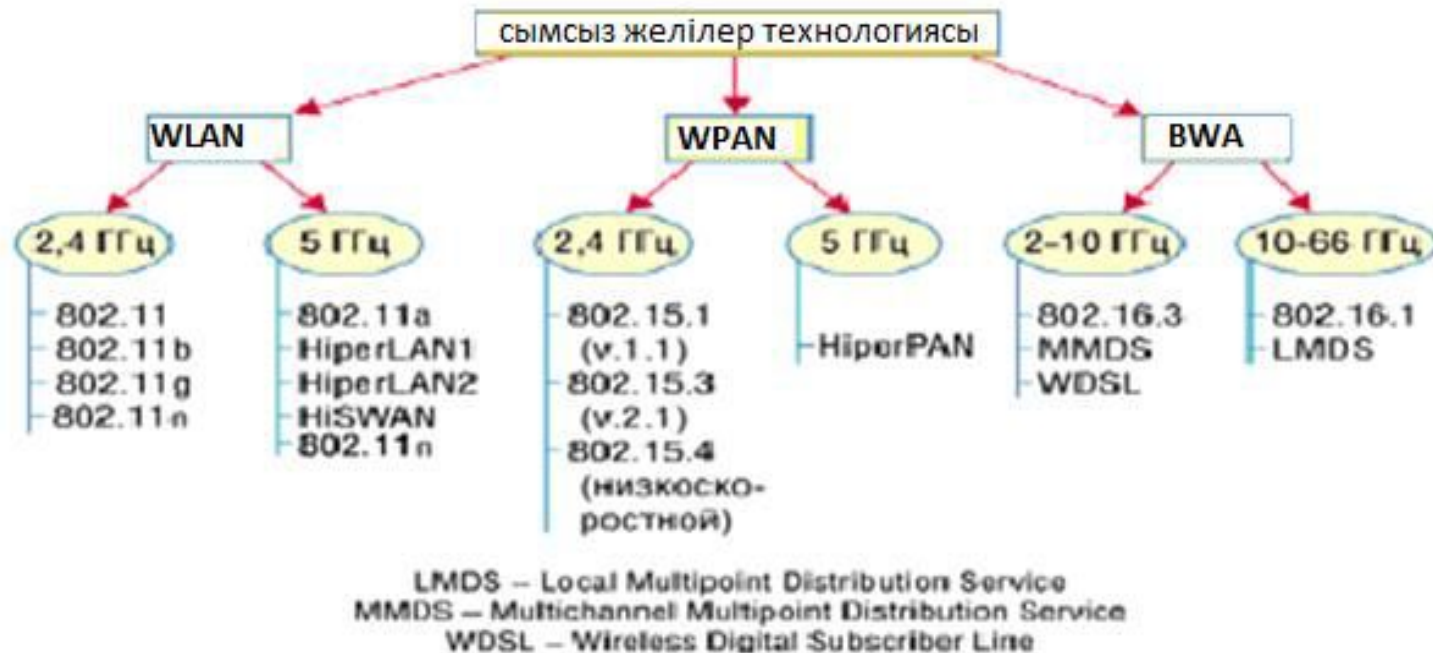 сымсыз желілер технологиясы
WLAN
WPAN
BWA
2,4 ГГц
5 ГГц
2,4 ГГц
5 ГГц
2-10 ГГц
10-66 ГГц
802.11
802.11b
802.11g
802.11n
802.11a
HiperLAN1
HiperLAN2
HiSWAN
802.11n
802.15.1
(v.1.1)
802.15.3
(v.2.1)
802.15.4
(низкоско-
ростной)
HiperPAN
802.16.3
MMDS
WDSL
802.16.1
LMDS
LMDS – Local Multipoint Distribution Service
MMDS – Multichannel Multipoint Distribution Service
WDSL – Wireless Digital Subscriber Line